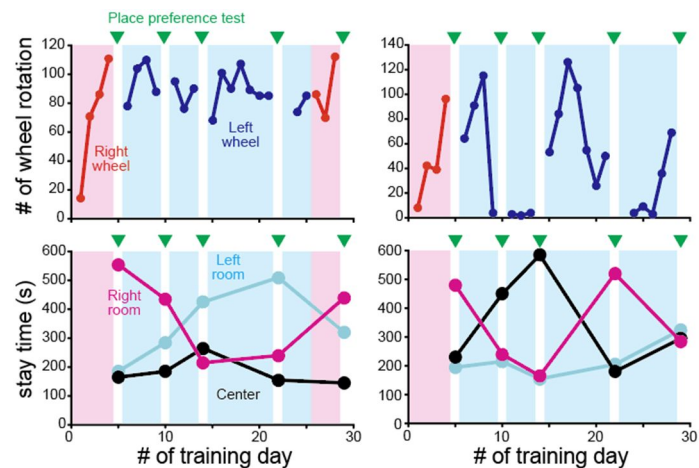 Place preference test
# of wheel rotation
120
100
80
60
40
20
0
Right
wheel
Left
wheel
140
120
100
80
60
40
20
0
stay time (s)
600
500
400
300
200
100
0
Left
room
Right
room
Center
0
10
20
30
# of training day
600
500
400
300
200
100
0
0
10
20
30
# of training day